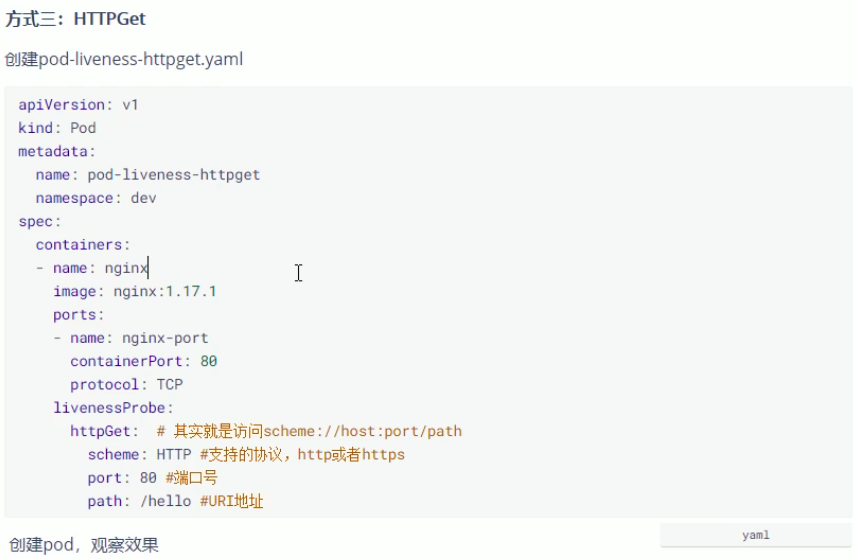 方式三：HTTPGet
创建pod-liveness-httpget.yaml
apiVersion: v1
kind: Pod
metadata:
  name: pod-liveness-httpget
  namespace: dev
spec:
  containers:
  - name: nginx
    image: nginx:1.17.1
    ports:
    - name: nginx-port
      containerPort: 80
      protocol: TCP
    livenessProbe:
      httpGet:  # 其实就是访问scheme://host:port/path
        scheme: HTTP #支持的协议，http或者https
        port: 80 #端口号
        path: /hello #URI地址
yaml
创建pod，观察效果